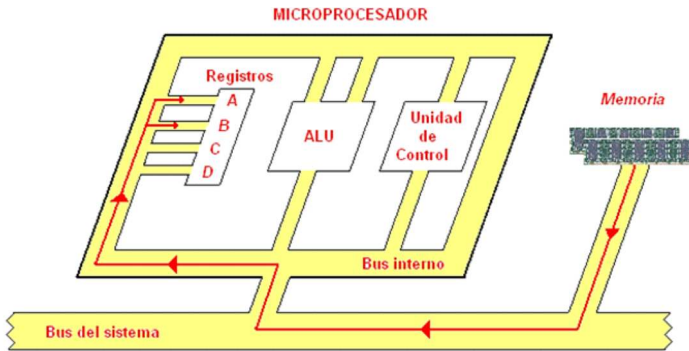 MICROPROCESADOR
Registros
A
B
C
D
ALU
Unidad
de
Control
Memoria
Bus interno
Bus del sistema